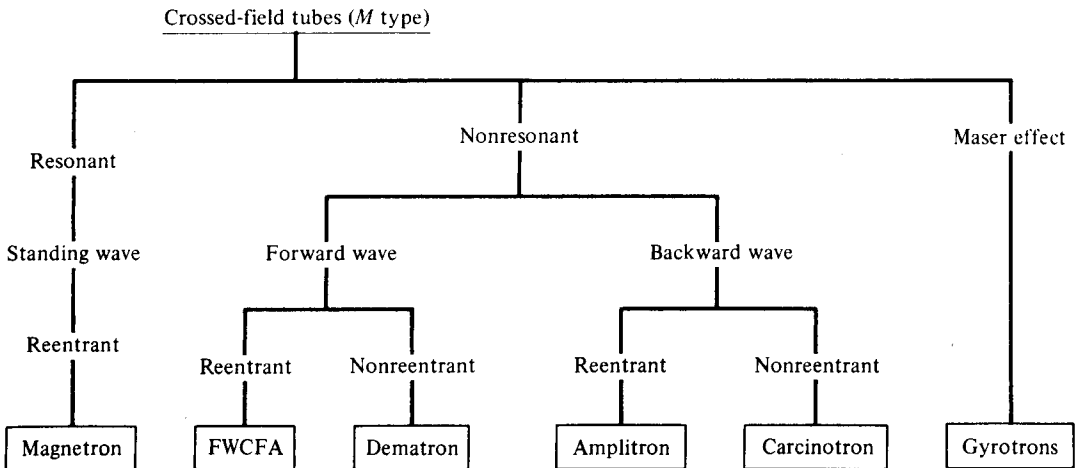 Crossed-field tubes (M type)
Nonresonant
Maser effect
Resonant
Standing wave
Forward wave
Backward wave
Reentrant
Reentrant
Nonreentrant
Reentrant
Nonreentrant
Magnetron
FWCFA
Dematron
Amplitron
Carcinotron
Gyrotrons